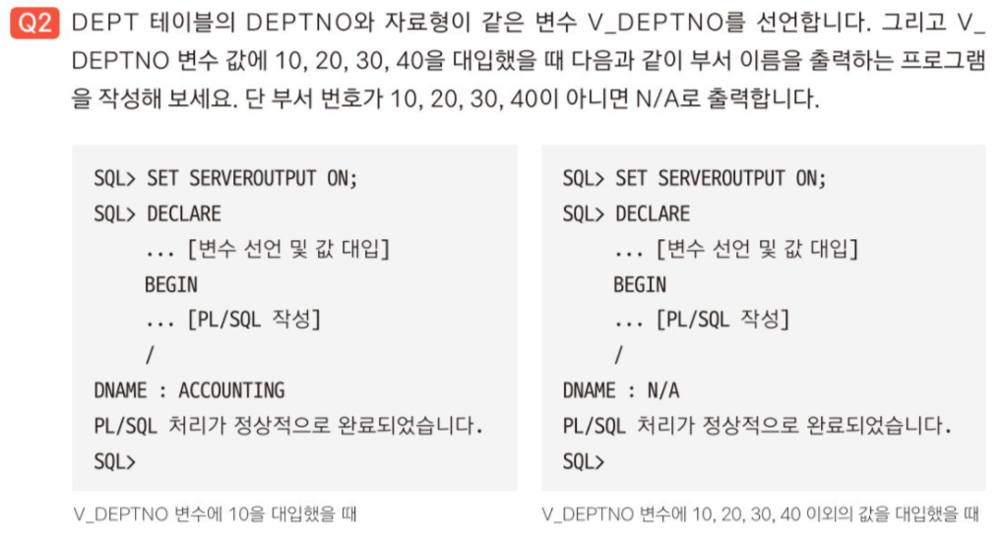 Q2 DEPT 테이블의 DEPTNO와 자료형이 같은 변수 V_DEPTNO를 선언합니다. 그리고 V_
DEPTNO 변수 값에 10, 20, 30, 40을 대입했을 때 다음과 같이 부서 이름을 출력하는 프로그램
을 작성해 보세요. 단 부서 번호가 10, 20, 30, 40이 아니면 N/A로 출력합니다.
SQL> SET SERVEROUTPUT ON;
SQL> DECLARE
... [변수 선언 및 값 대입]
BEGIN
... [PL/SQL 작성]
/
DNAME : ACCOUNTING
PL/SQL 처리가 정상적으로 완료되었습니다.
SQL>
V_DEPTNO 변수에 10을 대입했을 때
SQL> SET SERVEROUTPUT ON;
SQL> DECLARE
... [변수 선언 및 값 대입]
BEGIN
... [PL/SQL 작성]
/
DNAME : N/A
PL/SQL 처리가 정상적으로 완료되었습니다.
SQL>
V_DEPTNO 변수에 10, 20, 30, 40 이외의 값을 대입했을 때